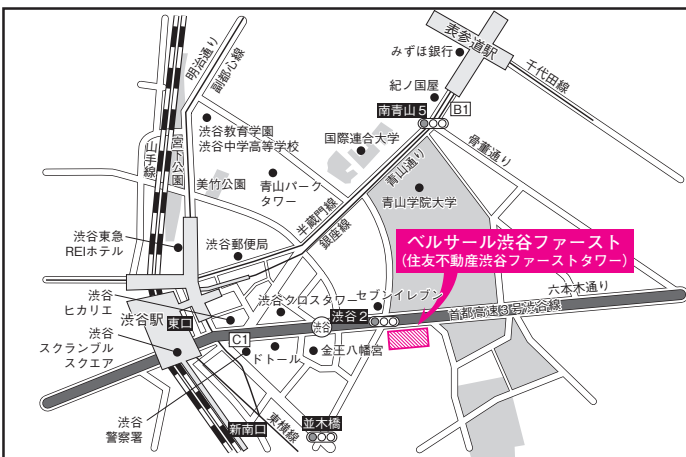 表参道駅
みずほ銀行
千代田線
明治通り
副都心線
紀ノ国屋
南青山5
B1
渋谷教育学園
渋谷中学高等学校
国際連合大学
骨董通り
山手線
宮下公園
美竹公園
青山パーク
タワー
青山通り
青山学院大学
半蔵門線
銀座線
渋谷東急
REIホテル
渋谷郵便局
ベルサール渋谷ファースト
(住友不動産渋谷ファーストタワー)
渋谷
ヒカリエ
渋谷クロスタワー
セブンイレブン
六本木通り
首都高速3号渋谷線
渋谷駅
東口
渋谷
渋谷2
渋谷
スクランブル
スクエア
C1
ドトール
金王八幡宮
渋谷
警察署
新南口
東横線
並木橋